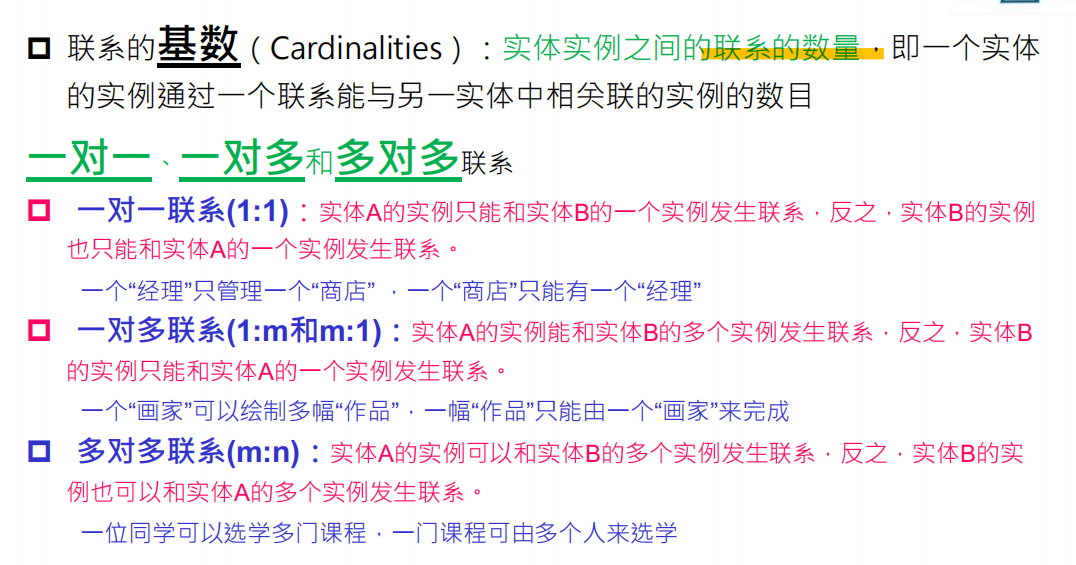 联系的基数（Cardinalities）：实体实例之间的联系的数量，即一个实体
的实例通过一个联系能与另一实体中相关联的实例的数目
一对一、一对多和多对多联系
一对一联系(1:1)：实体A的实例只能和实体B的一个实例发生联系，反之，实体B的实例
也只能和实体A的一个实例发生联系。
一个“经理”只管理一个“商店” ，一个“商店”只能有一个“经理”
一对多联系(1:m和m:1)：实体A的实例能和实体B的多个实例发生联系，反之，实体B
的实例只能和实体A的一个实例发生联系。
一个“画家”可以绘制多幅“作品”，一幅“作品”只能由一个“画家”来完成
多对多联系(m:n)：实体A的实例可以和实体B的多个实例发生联系，反之，实体B的实
例也可以和实体A的多个实例发生联系。
一位同学可以选学多门课程，一门课程可由多个人来选学